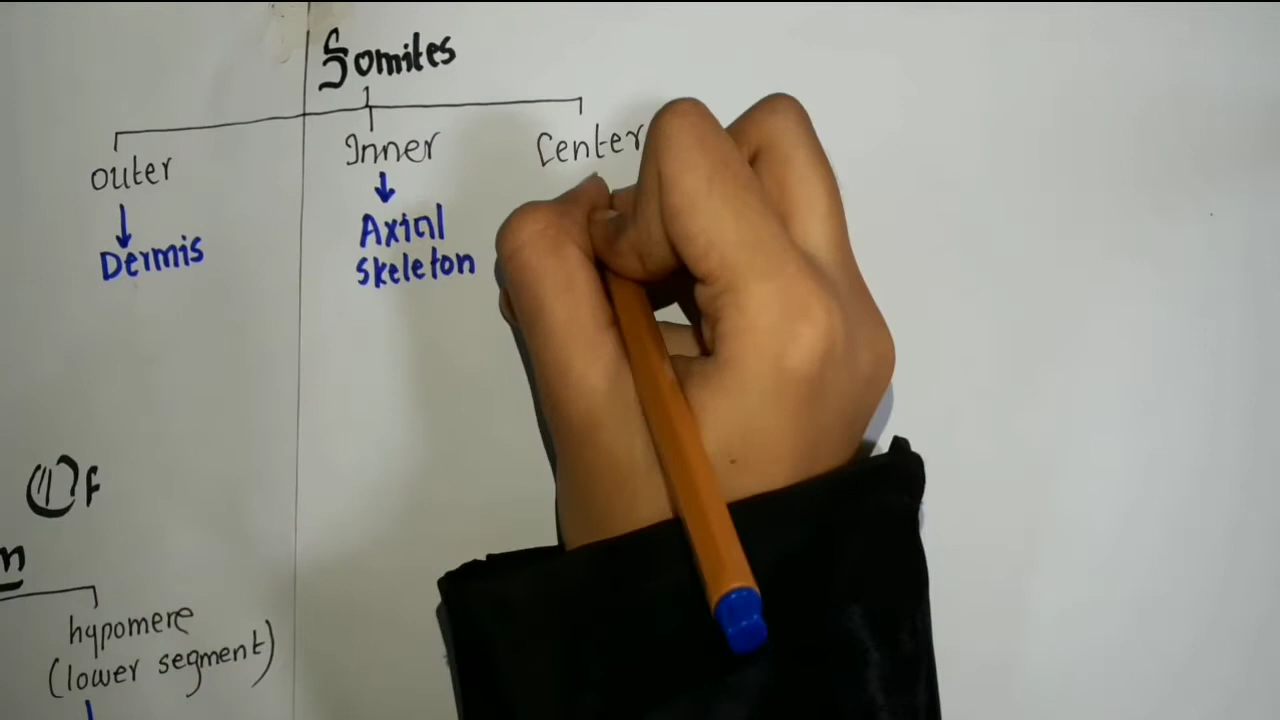 Somites
outer
Inner
Center
Dermis
Axial
skeleton
F
n
hypomere
(lower segment)